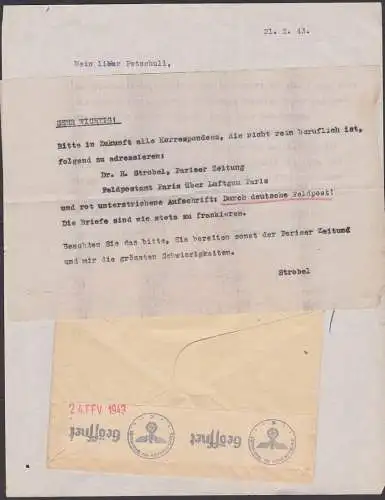 21. 2. 43.
Mein lieber Petschull,
SEHR WICHTIG!
Bitte in Zukunft alle Korrespondenz, die nicht rein beruflich ist,
folgend zu adressieren:
Dr. H. Strobel, Pariser Zeitung
Feldpostamt Paris über Luftgau Paris
und rot unterstrichene Aufschrift: Durch deutsche Feldpost!
Die Briefe sind wie stets zu frankieren.
Beachten Sie das bitte, Sie bereiten sonst der Pariser Zeitung
und mir die grössten Schwierigkeiten.
Strobel
24 FEV 1943
Geöffnet
Geöffnet